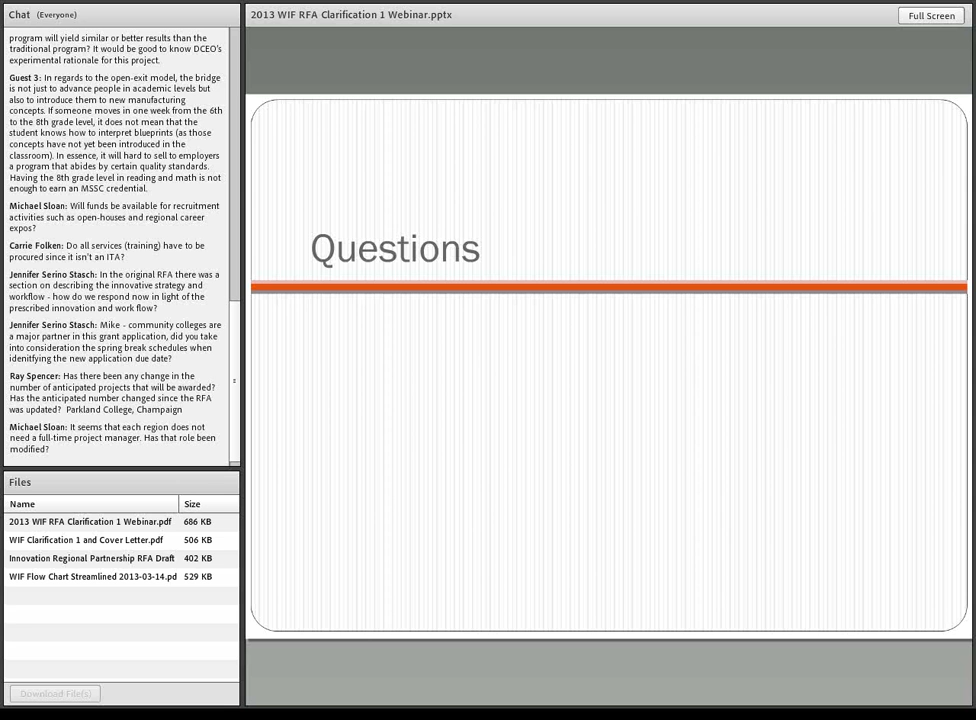 Chat (Everyone)
program will yield similar or better results than the
traditional program? It would be good to know DCEO's
experimental rationale for this project.
Guest 3: In regards to the open-exit model, the bridge
is not just to advance people in academic levels but
also to introduce them to new manufacturing
concepts. If someone moves in one week from the 6th
to the 8th grade level, it does not mean that the
student knows how to interpret blueprints (as those
concepts have not yet been introduced in the
classroom). In essence, it will hard to sell to employers
a program that abides by certain quality standards.
Having the 8th grade level in reading and math is not
enough to earn an MSSC credential.
Michael Sloan: Will funds be available for recruitment
activities such as open-houses and regional career
expos?
Carrie Folken: Do all services (training) have to be
procured since it isn't an ITA?
Jennifer Serino Stasch: In the original RFA there was a
section on describing the innovative strategy and
workflow - how do we respond now in light of the
prescribed innovation and work flow?
Jennifer Serino Stasch: Mike - community colleges are
a major partner in this grant application, did you take
into consideration the spring break schedules when
idenitfying the new application due date?
Ray Spencer: Has there been any change in the
number of anticipated projects that will be awarded?
Has the anticipated number changed since the RFA
was updated? Parkland College, Champaign
Michael Sloan: It seems that each region does not
need a full-time project manager. Has that role been
modified?
Files
Name Size
2013 WIF RFA Clarification 1 Webinar.pdf 686 KB
WIF Clarification 1 and Cover Letter.pdf 506 KB
Innovation Regional Partnership RFA Draft 402 KB
WIF Flow Chart Streamlined 2013-03-14.pd 529 KB
Download File(s)
2013 WIF RFA Clarification 1 Webinar.pptx
Full Screen
Questions